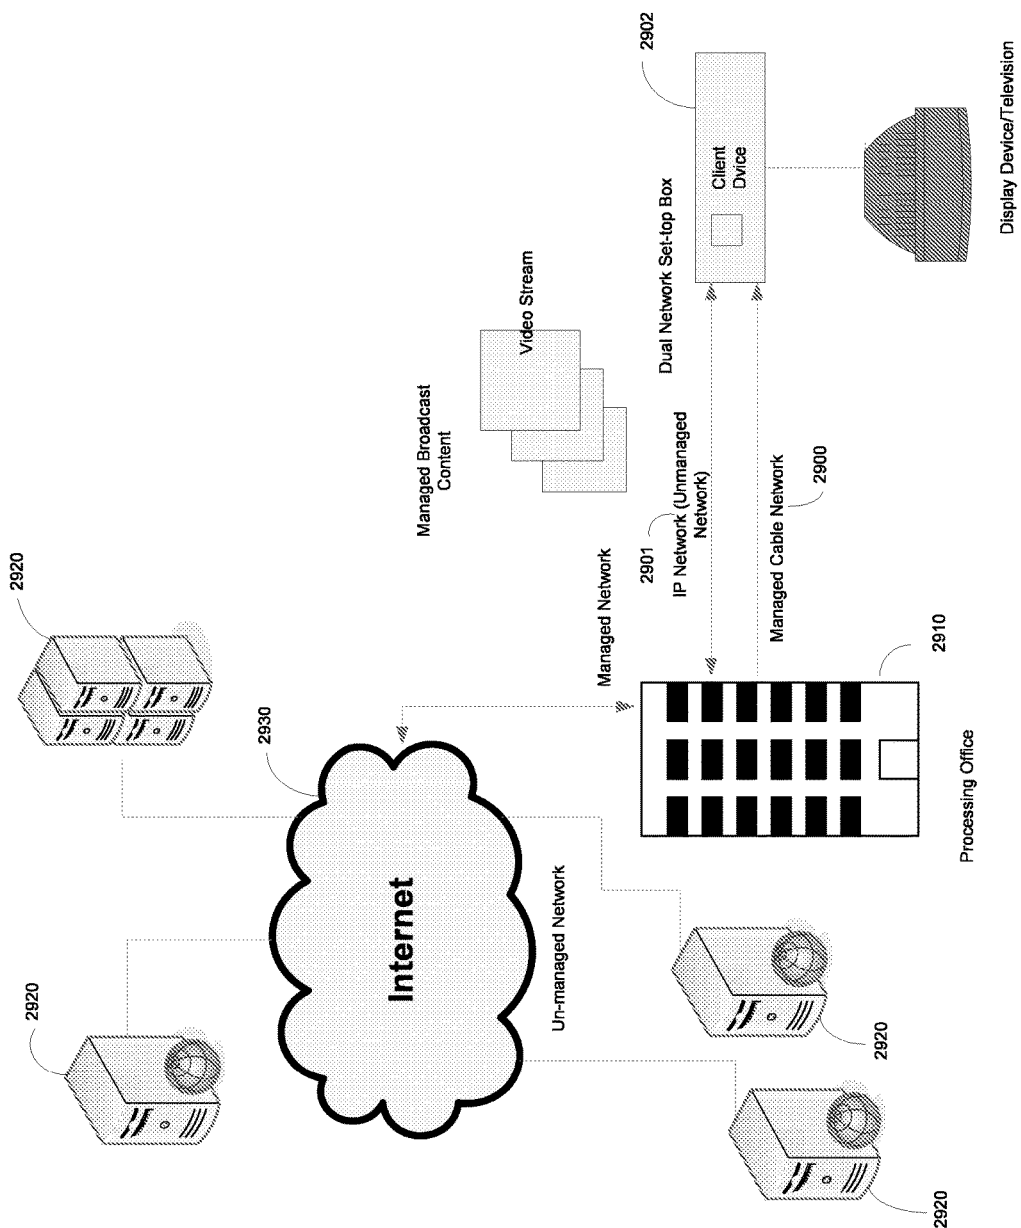 2920
2920
2930
Internet
Un-managed Network
2920
2920
Managed Broadcast
Content
Video Stream
Managed Network
2901
IP Network (Unmanaged
Network)
Managed Cable Network
2900
Dual Network Set-top Box
Client
Dvice
2902
2910
Processing Office
Display Device/Television